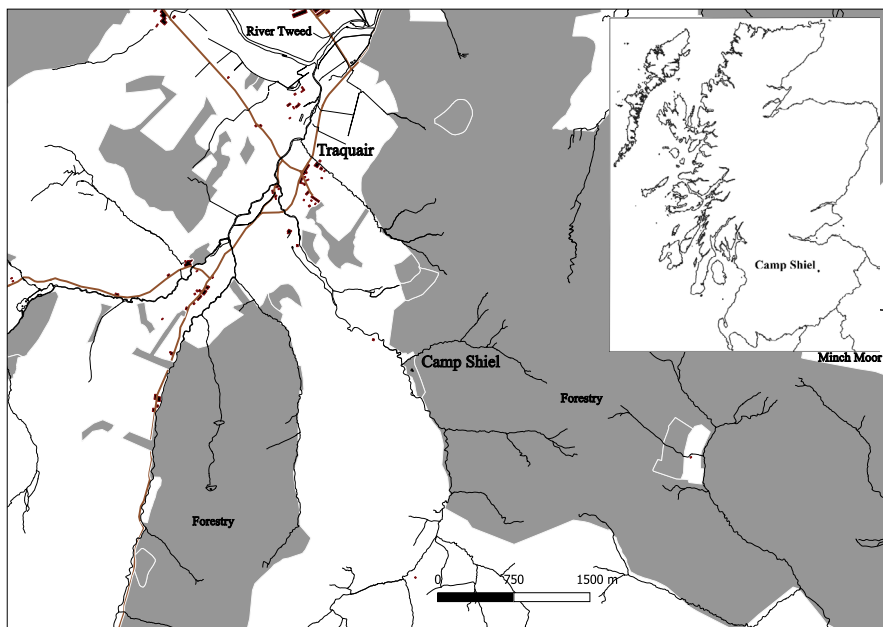 River Tweed
Traquair
Camp Shiel
Minch Moor
Camp Shiel
Forestry
Forestry
0 750 1500 m